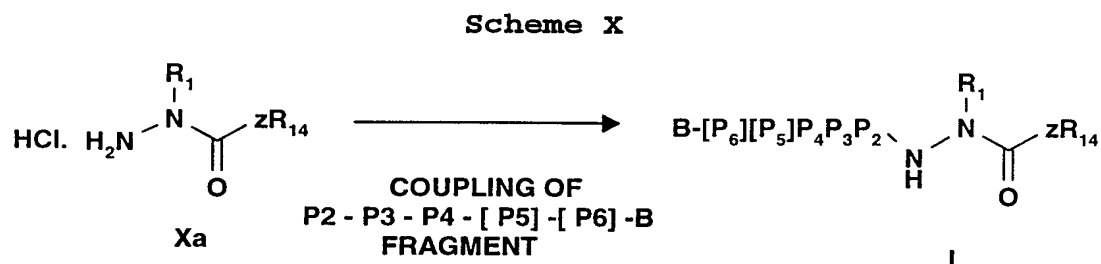 Scheme X
HCl. H₂N N R₁ O zR₁₄
Xa
COUPLING OF
P2 - P3 - P4 - [ P5] -[ P6] -B
FRAGMENT
B-[P₆][P₅]P₄P₃P₂ N H N R₁ O zR₁₄
I